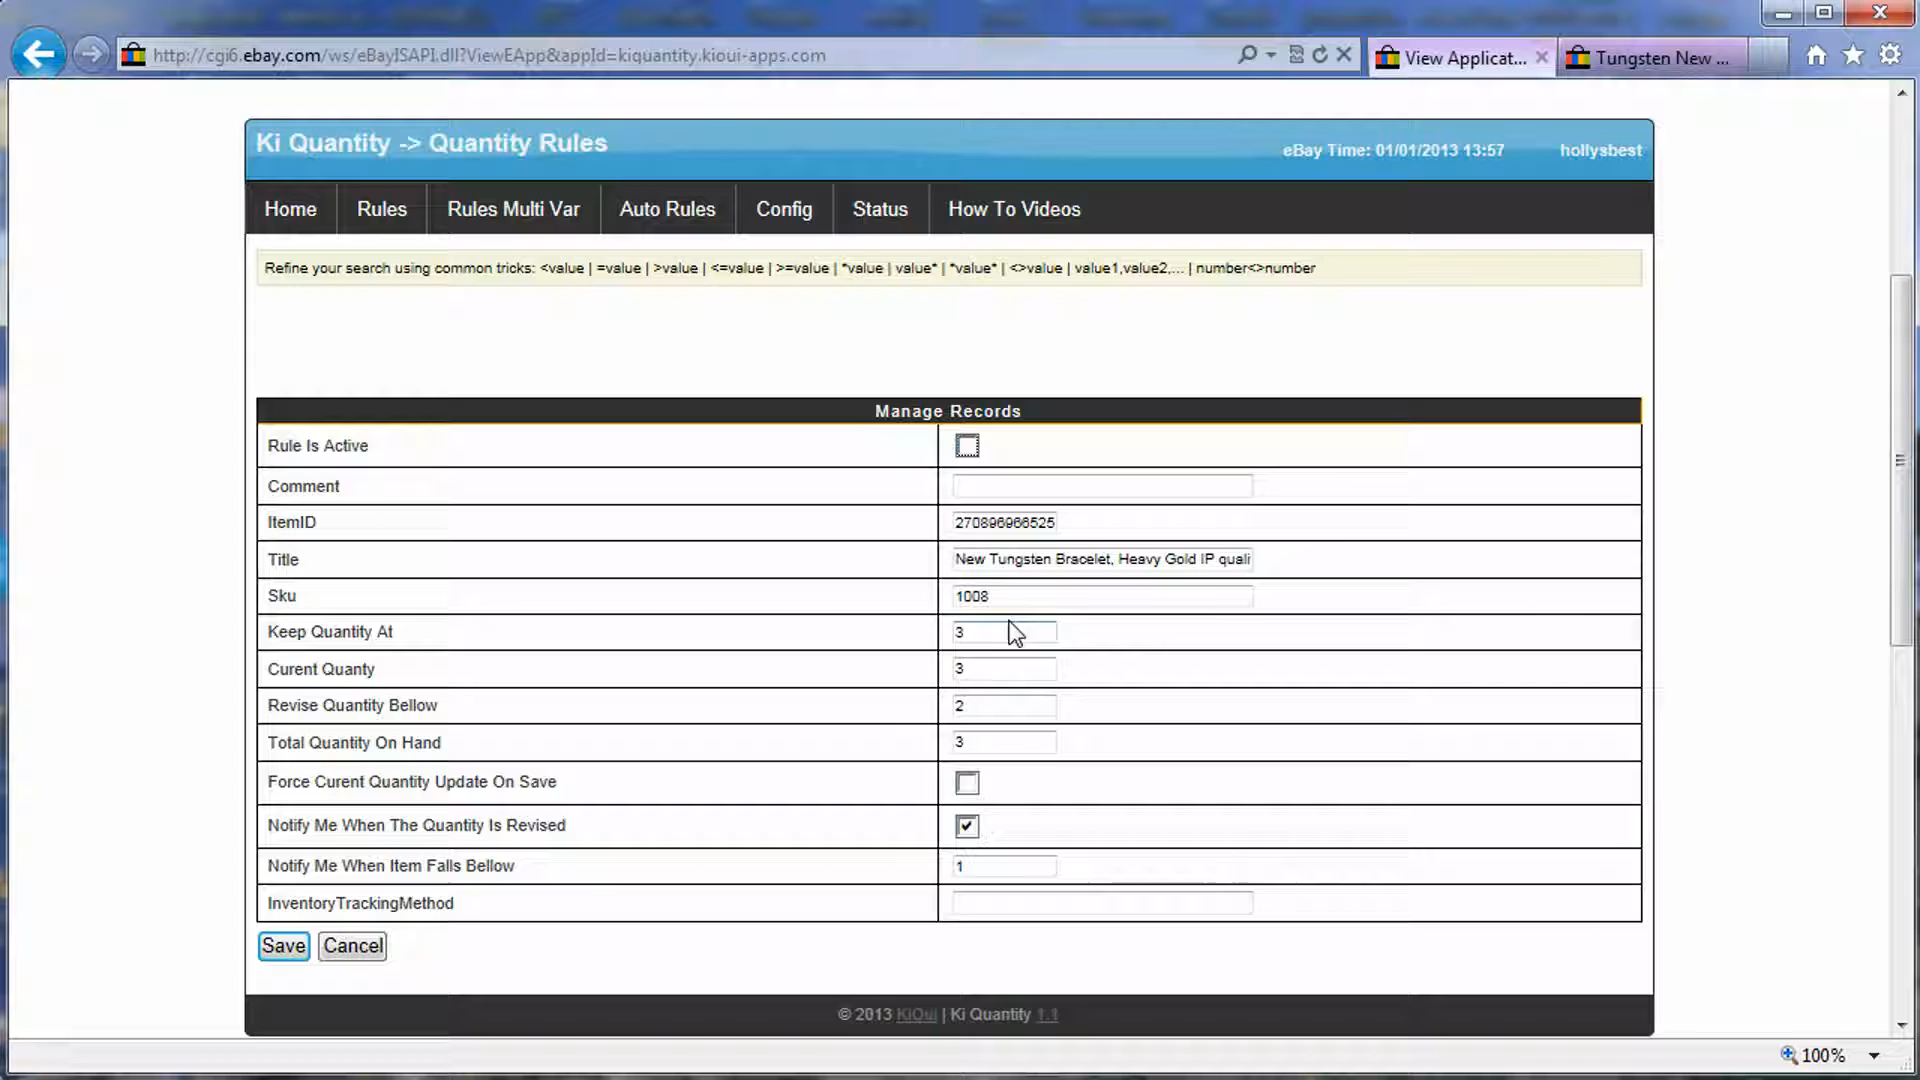 http://cgi6.ebay.com/ws/eBayISAPI.dll?ViewEApp&appId=kiquantity.kioui-apps.com
View Applicat...
Tungsten New ...
Ki Quantity -> Quantity Rules
eBay Time: 01/01/2013 13:57
hollysbest
Home
Rules
Rules Multi Var
Auto Rules
Config
Status
How To Videos
Refine your search using common tricks: <value | =value | >value | <=value | >=value | *value | value* | *value* | <>value | value1,value2,... | number<>number
Manage Records
Rule Is Active
Comment
ItemID 270896966525
Title New Tungsten Bracelet, Heavy Gold IP quali
Sku 1008
Keep Quantity At 3
Curent Quanty 3
Revise Quantity Bellow 2
Total Quantity On Hand 3
Force Curent Quantity Update On Save
Notify Me When The Quantity Is Revised
Notify Me When Item Falls Bellow 1
InventoryTrackingMethod
Save Cancel
© 2013 KiOui | Ki Quantity 1.1
100%